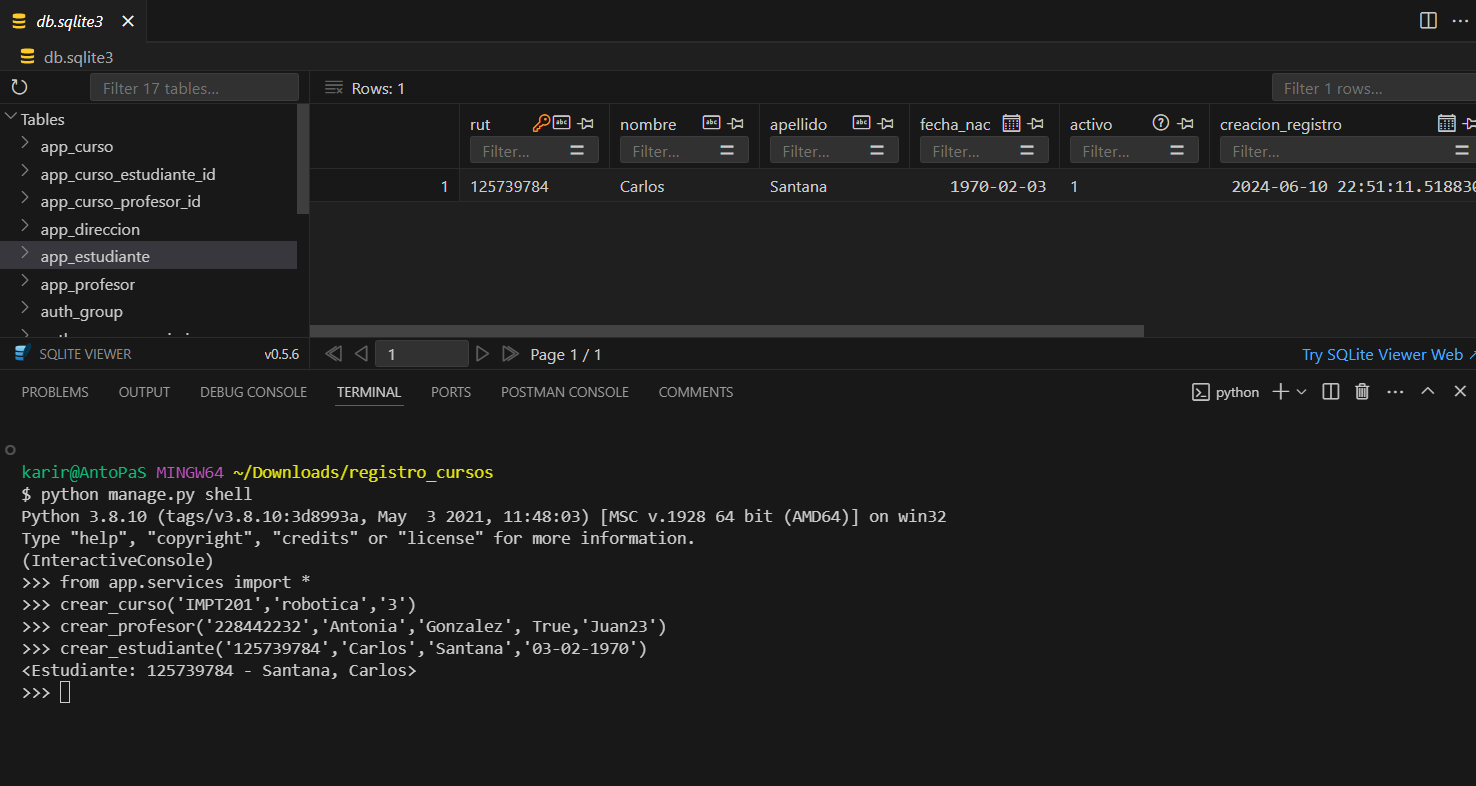 db.sqlite3
db.sqlite3
Filter 17 tables...
Rows: 1
Filter 1 rows...
Tables
app_curso
app_curso_estudiante_id
app_curso_profesor_id
app_direccion
app_estudiante
app_profesor
auth_group
rut nombre apellido fecha_nac activo creacion_registro
Filter... Filter... Filter... Filter... Filter... Filter...
1 125739784 Carlos Santana 1970-02-03 1 2024-06-10 22:51:11.518830
SQLITE VIEWER v0.5.6
1 Page 1 / 1
Try SQLite Viewer Web
PROBLEMS OUTPUT DEBUG CONSOLE TERMINAL PORTS POSTMAN CONSOLE COMMENTS
python
karir@AntoPaS MINGW64 ~/Downloads/registro_cursos
$ python manage.py shell
Python 3.8.10 (tags/v3.8.10:3d8993a, May  3 2021, 11:48:03) [MSC v.1928 64 bit (AMD64)] on win32
Type "help", "copyright", "credits" or "license" for more information.
(InteractiveConsole)
>>> from app.services import *
>>> crear_curso('IMPT201','robotica','3')
>>> crear_profesor('228442232','Antonia','Gonzalez', True,'Juan23')
>>> crear_estudiante('125739784','Carlos','Santana','03-02-1970')
<Estudiante: 125739784 - Santana, Carlos>
>>>